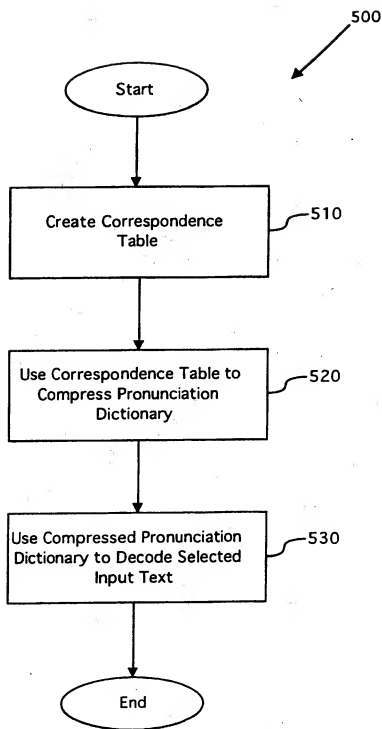 500
Start
Create Correspondence
Table
510
Use Correspondence Table to
Compress Pronunciation
Dictionary
520
Use Compressed Pronunciation
Dictionary to Decode Selected
Input Text
530
End